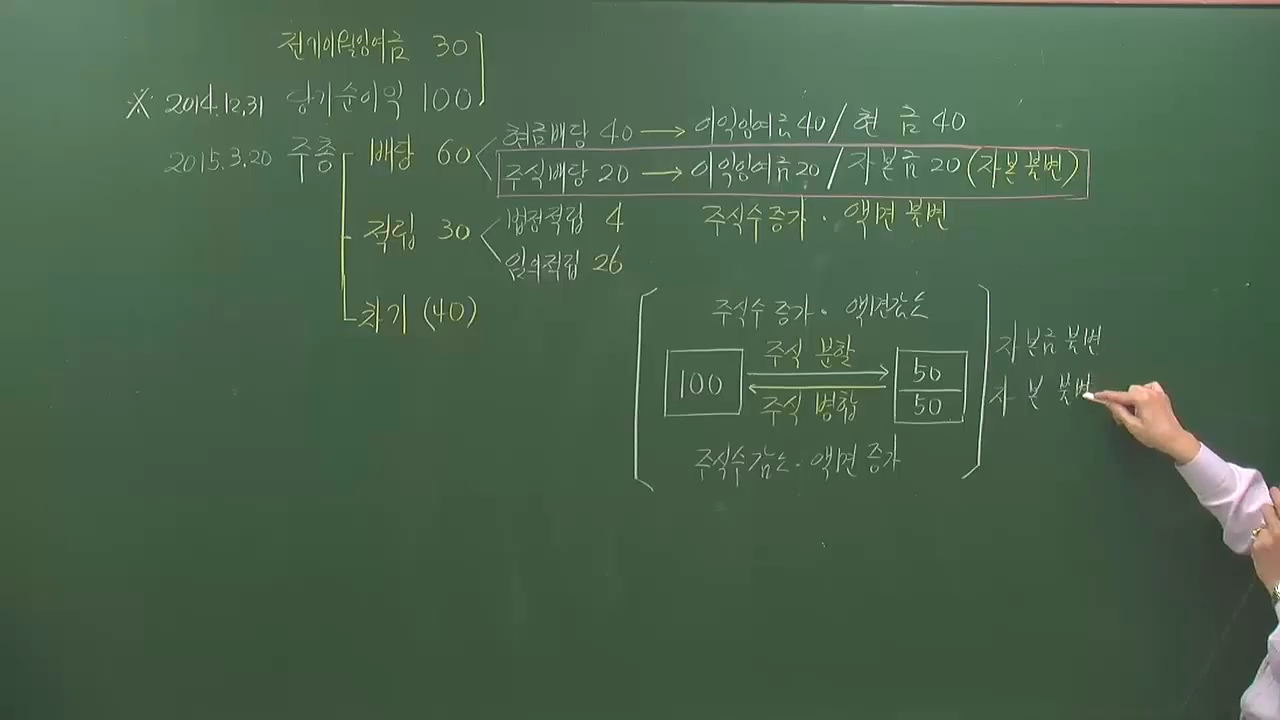 전기이월잉여금 30
※ 2014.12.31 당기순이익 100
2015.3.20 주총 배당 60
현금배당 40 → 이익잉여금 40 / 현 금 40
주식배당 20 → 이익잉여금 20 / 자본금 20 (자본 불변)
주식수 증가 · 액면 불변
적립 30
법정적립 4
임의적립 26
차기 (40)
주식수 증가 · 액면감소
100 주식 분할 → 50
← 주식 병합 50
주식수 감소 · 액면 증가
자본금 불변
자 본 불변